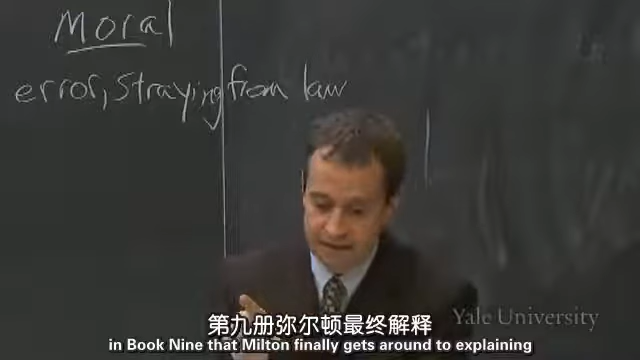 Moral
error, straying from law
Yale University
第九册弥尔顿最终解释
in Book Nine that Milton finally gets around to explaining